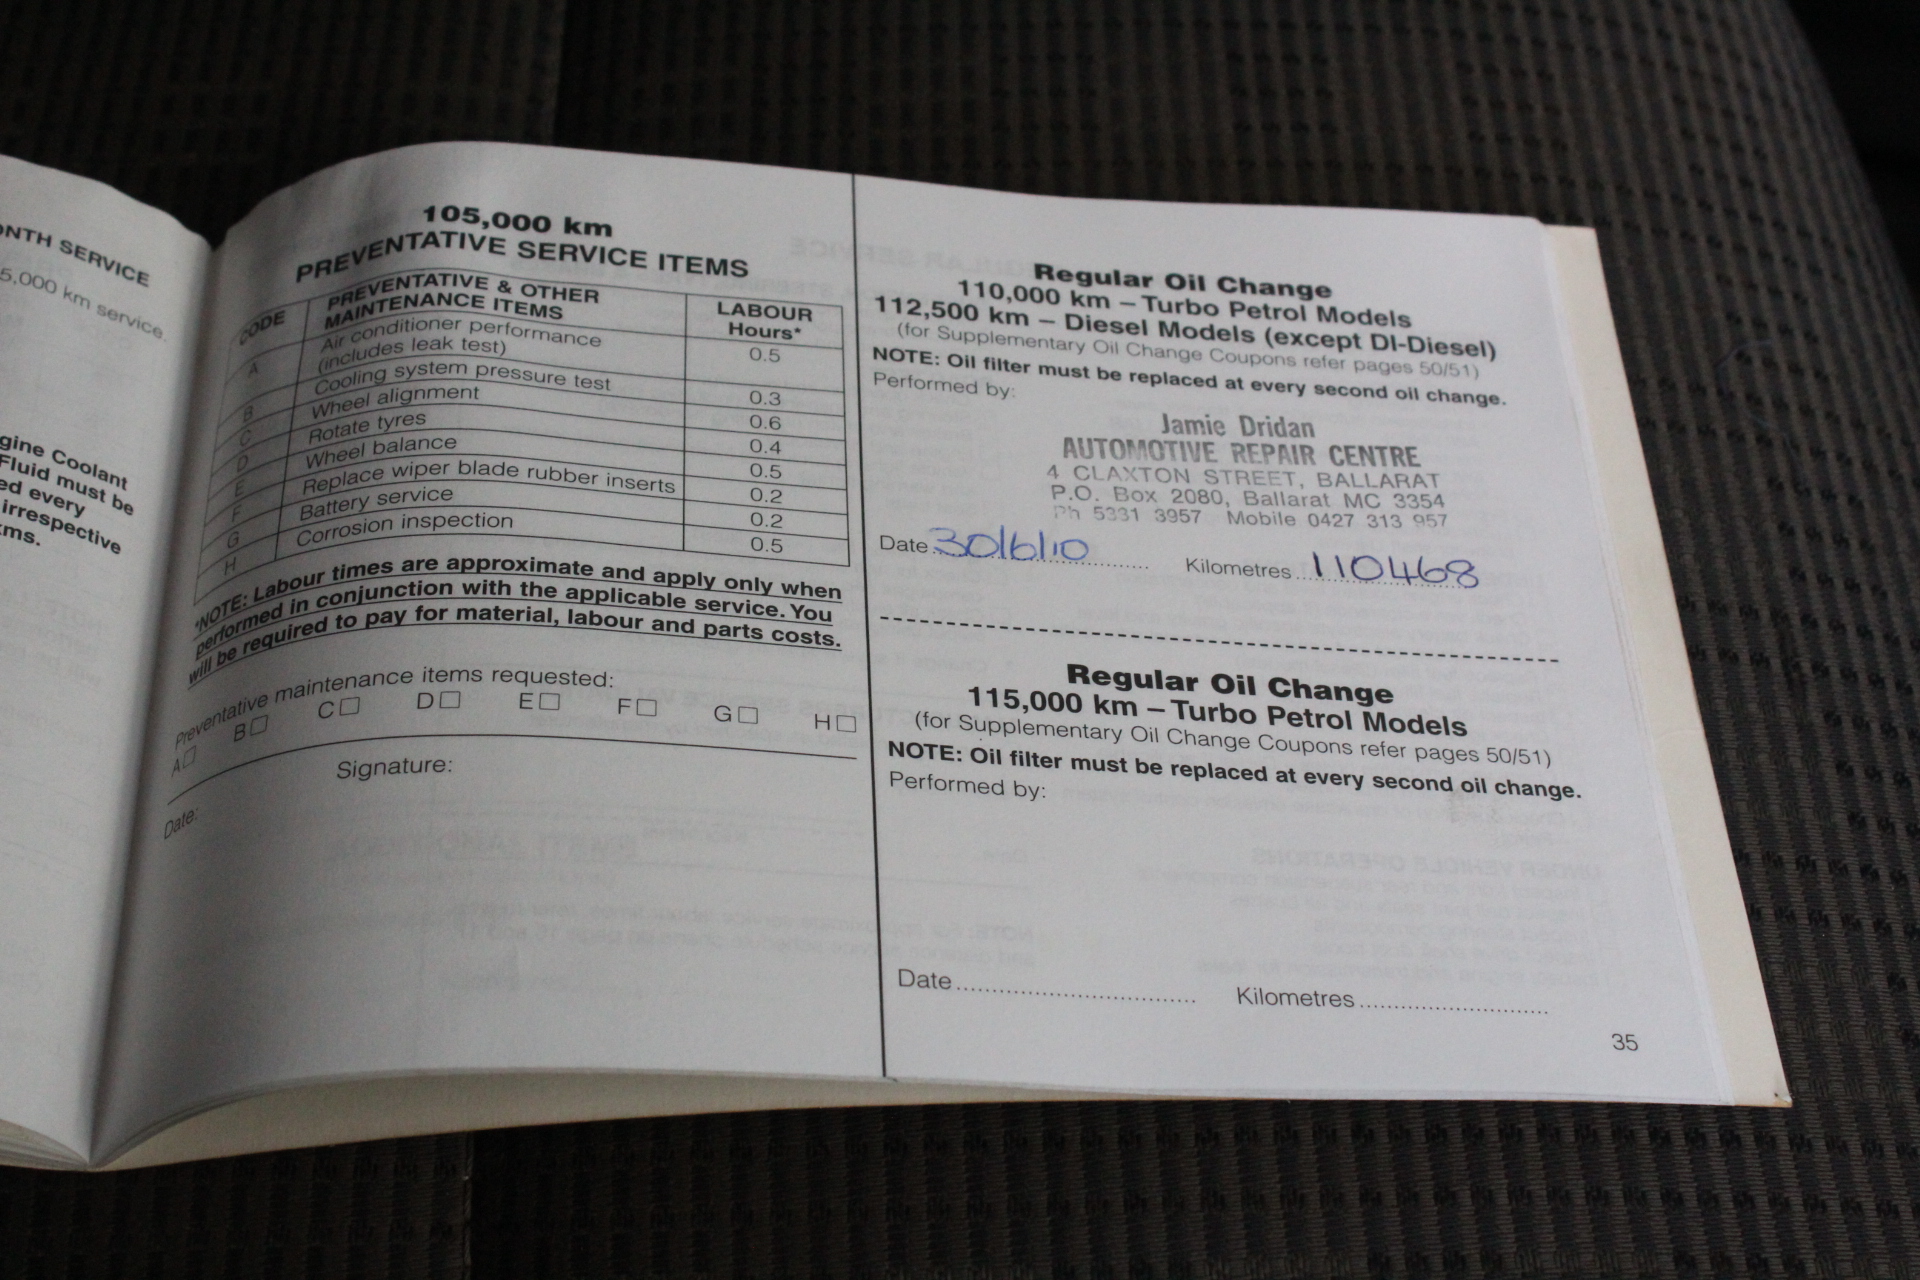 ONTH SERVICE
5,000 km service.
gine Coolant
Fluid must be
ed every
irrespective
kms.
105,000 km
PREVENTATIVE SERVICE ITEMS
CODE PREVENTATIVE & OTHER MAINTENANCE ITEMS LABOUR Hours*
A Air conditioner performance (includes leak test) 0.5
B Cooling system pressure test 0.3
C Wheel alignment 0.6
D Rotate tyres 0.4
E Wheel balance 0.5
F Replace wiper blade rubber inserts 0.2
G Battery service 0.2
H Corrosion inspection 0.5
*NOTE: Labour times are approximate and apply only when
performed in conjunction with the applicable service. You
will be required to pay for material, labour and parts costs.
Preventative maintenance items requested:
A☐ B☐ C☐ D☐ E☐ F☐ G☐ H☐
Date: Signature:
Regular Oil Change
110,000 km – Turbo Petrol Models
112,500 km – Diesel Models (except DI-Diesel)
(for Supplementary Oil Change Coupons refer pages 50/51)
NOTE: Oil filter must be replaced at every second oil change.
Performed by:
Jamie Dridan
AUTOMOTIVE REPAIR CENTRE
4 CLAXTON STREET, BALLARAT
P.O. Box 2080, Ballarat MC 3354
Ph 5331 3957 Mobile 0427 313 957
Date 30/6/10 Kilometres 110468
Regular Oil Change
115,000 km – Turbo Petrol Models
(for Supplementary Oil Change Coupons refer pages 50/51)
NOTE: Oil filter must be replaced at every second oil change.
Performed by:
Date Kilometres
35